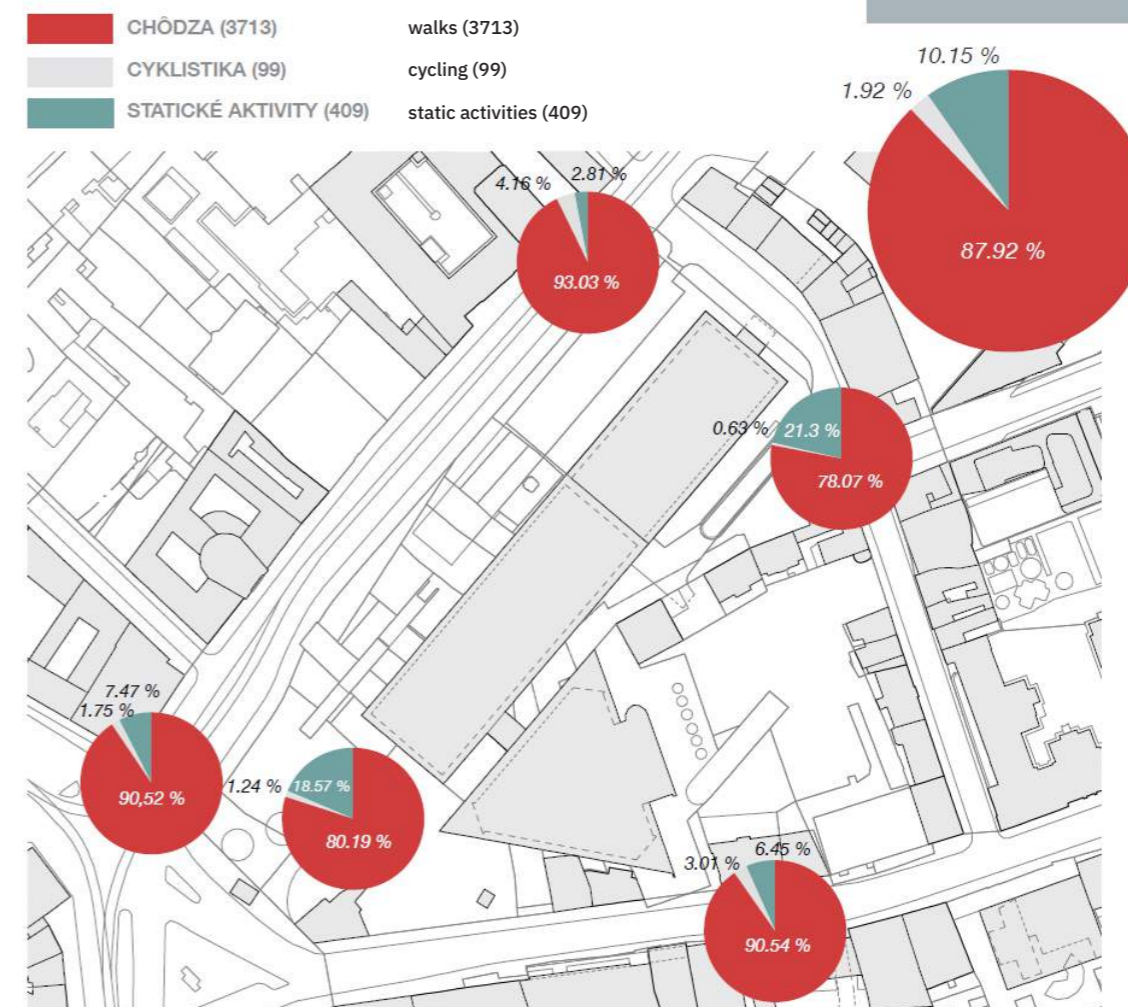 CHÔDZA (3713) walks (3713)
CYKLISTIKA (99) cycling (99)
STATICKÉ AKTIVITY (409) static activities (409)
10.15 %
1.92 %
87.92 %
4.16 % 2.81 %
93.03 %
0.63 % 21.3 %
78.07 %
7.47 %
1.75 %
90,52 %
1.24 % 18.57 %
80.19 %
3.01 % 6.45 %
90.54 %